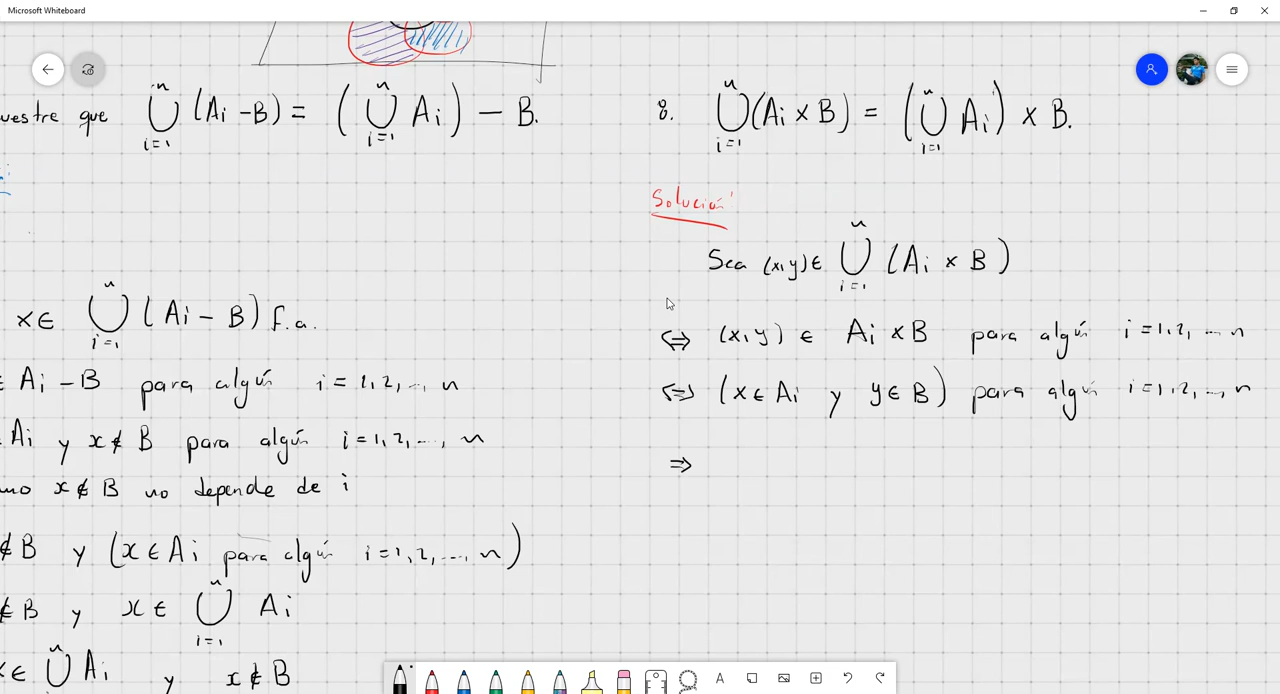 Microsoft Whiteboard
uestre que ⋃_{i=1}^{n} (Ai - B) = (⋃_{i=1}^{n} Ai) - B.
x ∈ ⋃_{i=1}^{n} (Ai - B) f.a.
∈ Ai - B para algún i = 1, 2, ..., n
Ai y x ∉ B para algún i = 1, 2, ..., n
mo x ∉ B no depende de i
∉ B y (x ∈ Ai para algún i = 1, 2, ..., n)
∉ B y x ∈ ⋃_{i=1}^{n} Ai
x ∈ ⋃ⁿ Ai y x ∉ B
8. ⋃_{i=1}^{n} (Ai × B) = (⋃_{i=1}^{n} Ai) × B.
Solución
Sea (x, y) ∈ ⋃_{i=1}^{n} (Ai × B)
⇔ (x, y) ∈ Ai × B para algún i = 1, 2, ..., n
⇔ (x ∈ Ai y y ∈ B) para algún i = 1, 2, ..., n
⇒
A